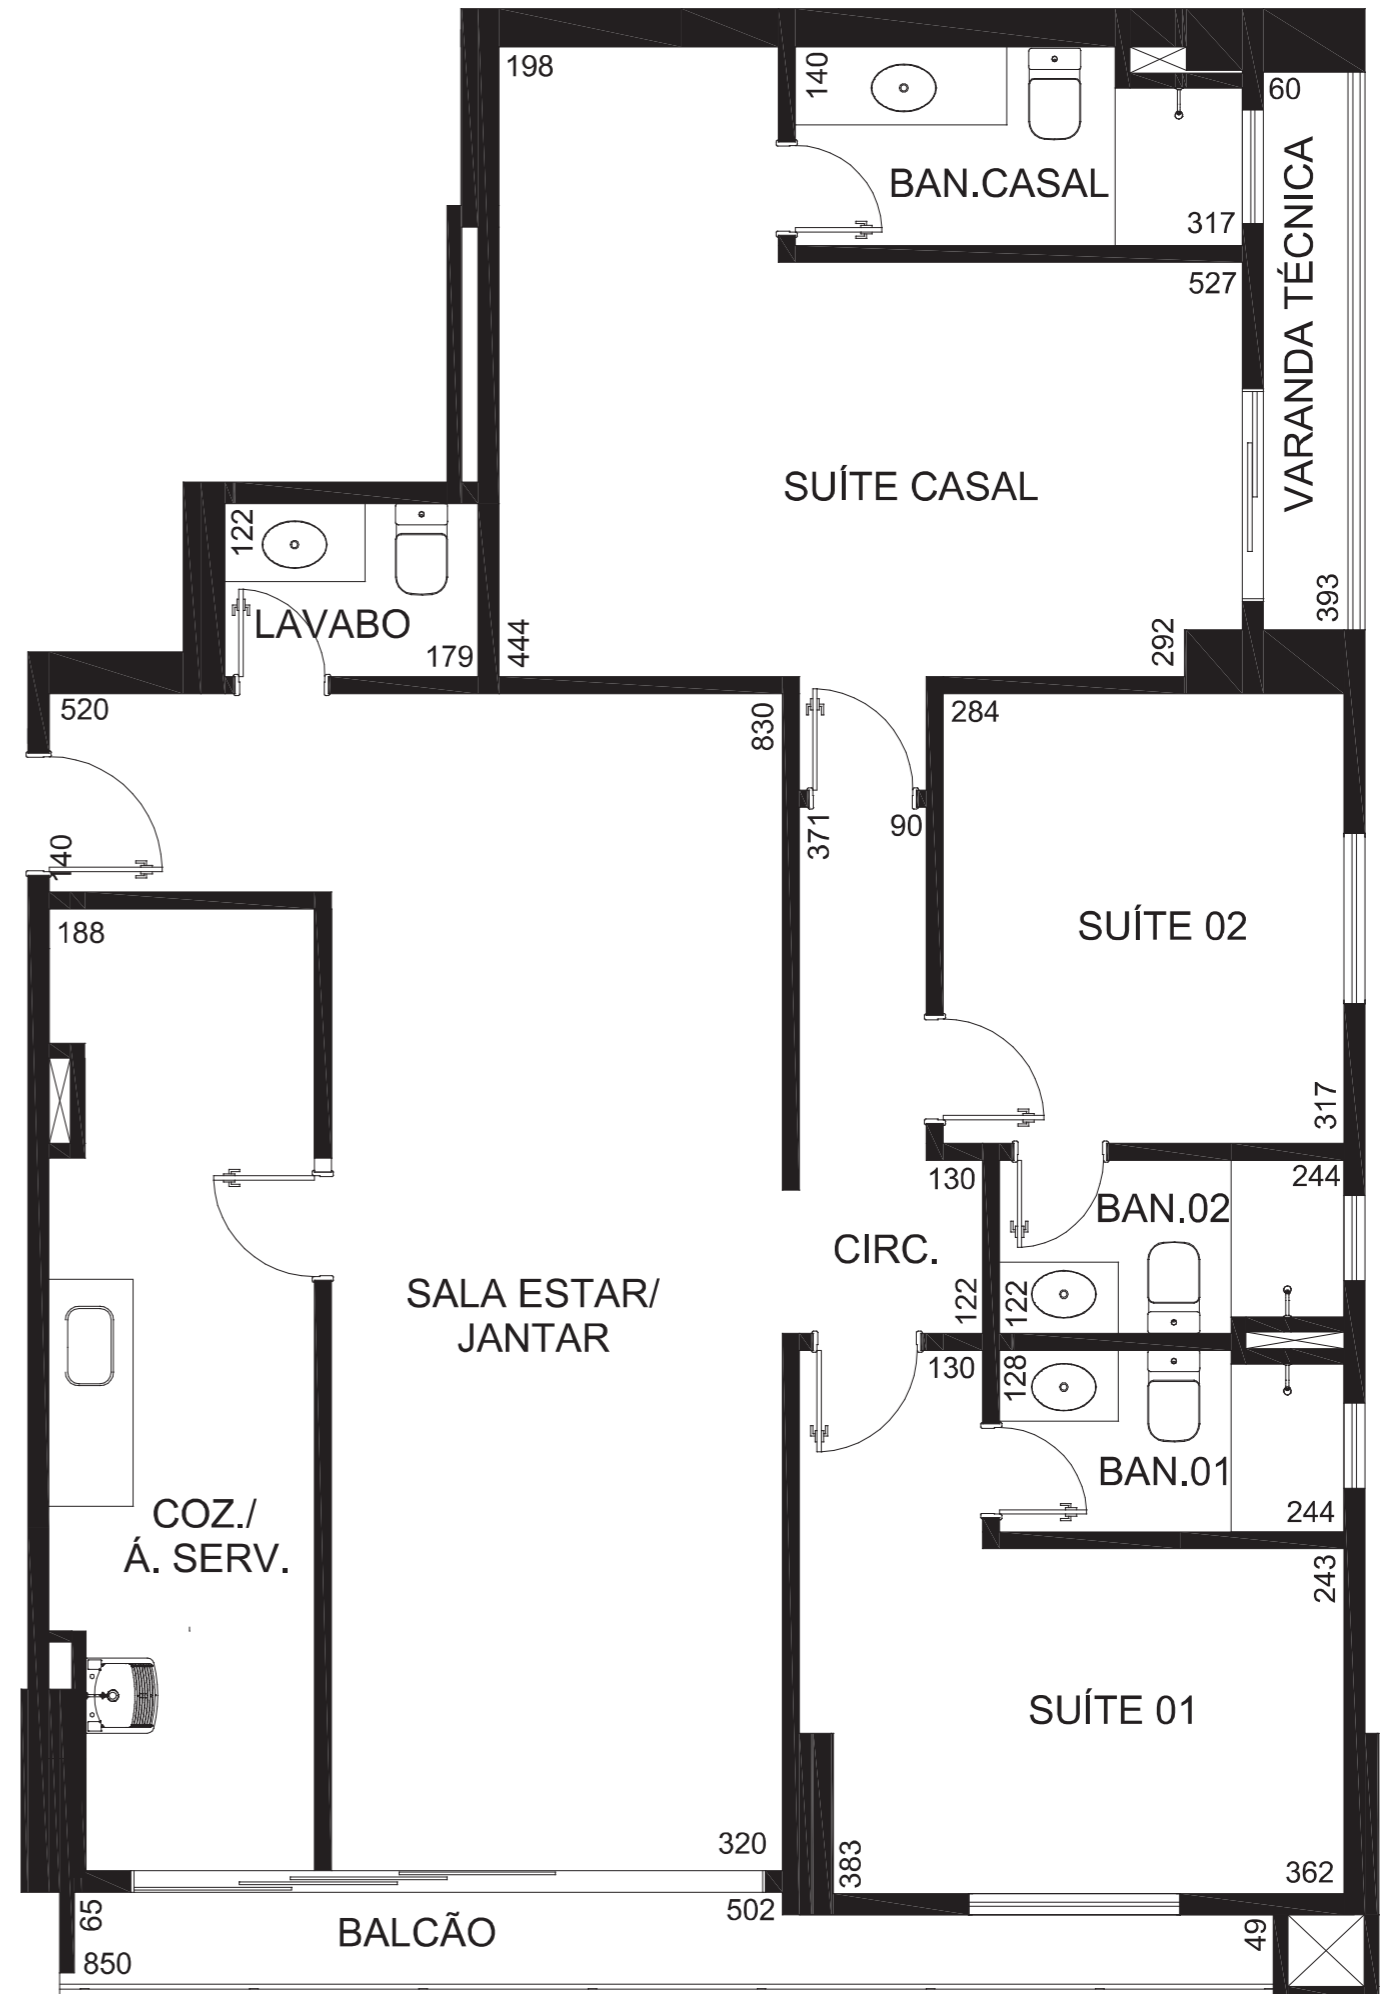 198
140
60
BAN.CASAL
317
527
VARANDA TÉCNICA
393
SUÍTE CASAL
122
LAVABO
179
444
292
520
830
284
371
90
140
188
SUÍTE 02
317
130
244
BAN.02
CIRC.
122
122
SALA ESTAR/
JANTAR
130
128
BAN.01
244
COZ./
Á. SERV.
243
SUÍTE 01
320
383
362
65
502
BALCÃO
49
850